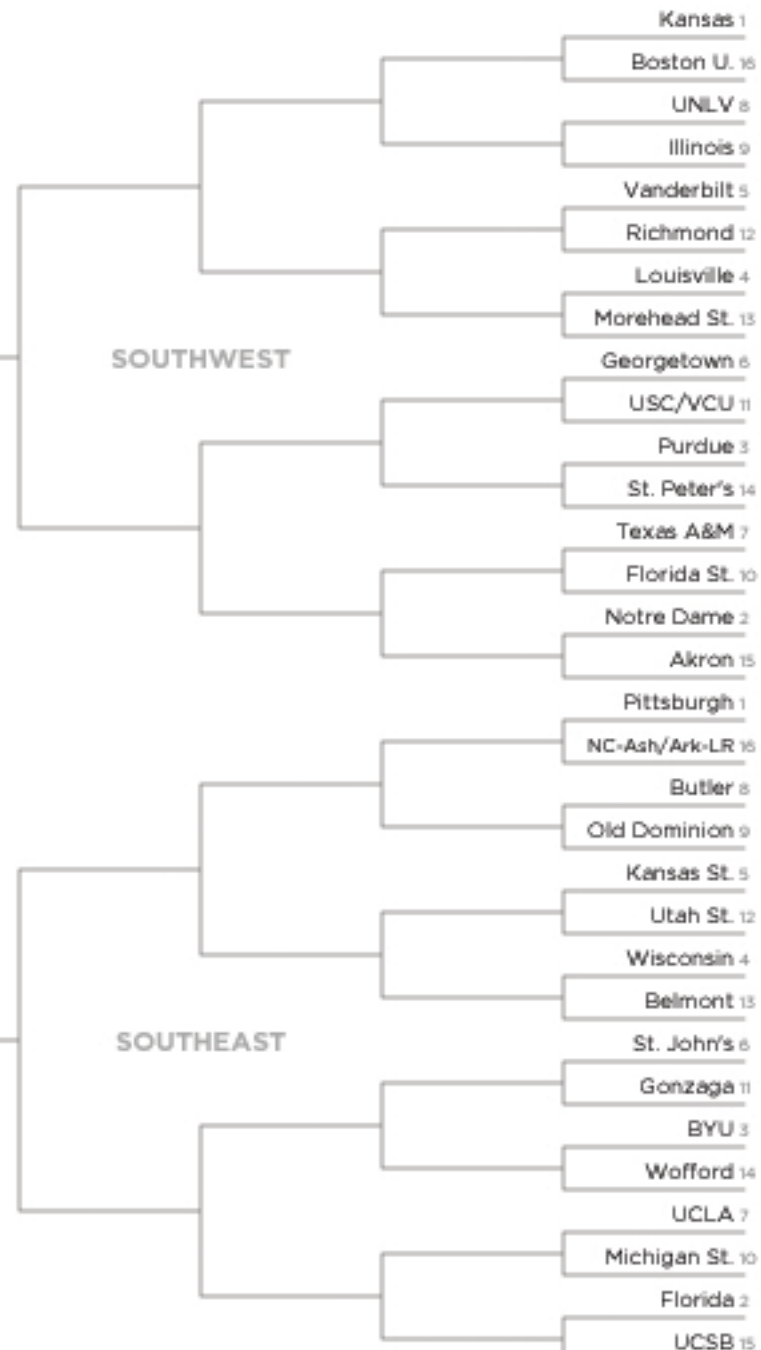 Kansas 1
Boston U. 16
UNLV 8
Illinois 9
Vanderbilt 5
Richmond 12
Louisville 4
Morehead St. 13
SOUTHWEST
Georgetown 6
USC/VCU 11
Purdue 3
St. Peter's 14
Texas A&M 7
Florida St. 10
Notre Dame 2
Akron 15
Pittsburgh 1
NC-Ash/Ark-LR 16
Butler 8
Old Dominion 9
Kansas St. 5
Utah St. 12
Wisconsin 4
Belmont 13
SOUTHEAST
St. John's 6
Gonzaga 11
BYU 3
Wofford 14
UCLA 7
Michigan St. 10
Florida 2
UCSB 15